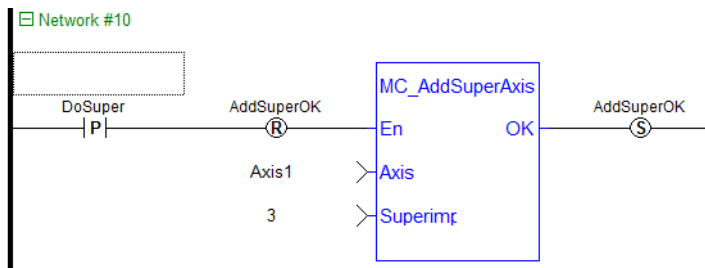 Network #10
DoSuper
P
AddSuperOK
R
MC_AddSuperAxis
En
OK
AddSuperOK
S
Axis1
Axis
3
Superimp